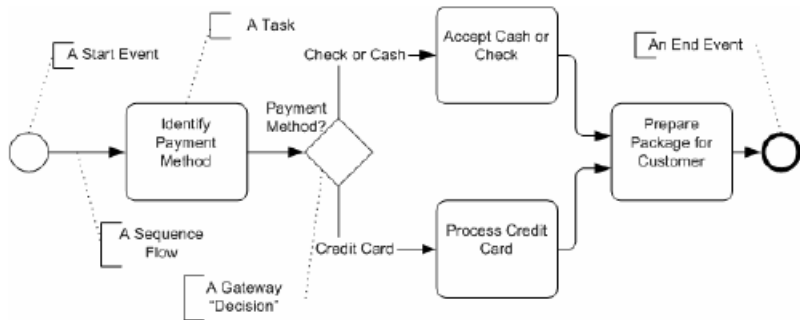 A Task
A Start Event
Accept Cash or
Check
An End Event
Check or Cash
Identify
Payment
Method
Payment
Method?
Prepare
Package for
Customer
A Sequence
Flow
Credit Card
Process Credit
Card
A Gateway
"Decision"